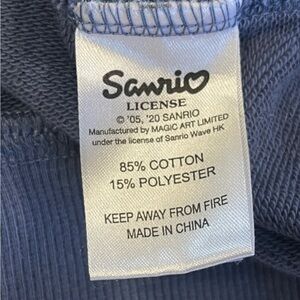 Sanrio
LICENSE
© '05, '20 SANRIO
Manufactured by MAGIC ART LIMITED
under the license of Sanrio Wave HK
85% COTTON
15% POLYESTER
KEEP AWAY FROM FIRE
MADE IN CHINA